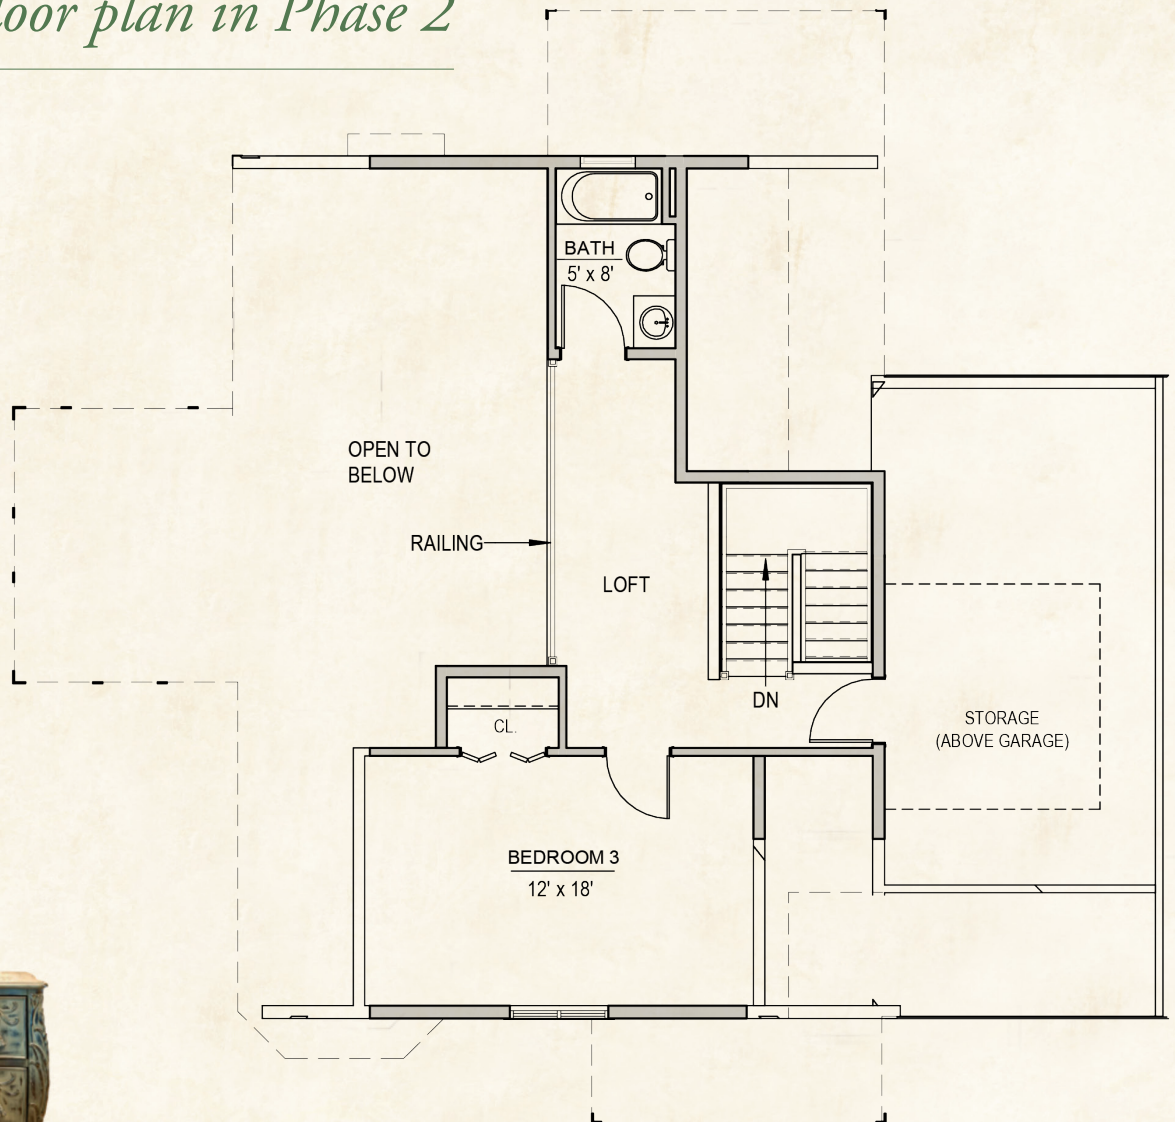 oor plan in Phase 2
BATH
5' x 8'
OPEN TO
BELOW
RAILING
LOFT
DN
CL.
STORAGE
(ABOVE GARAGE)
BEDROOM 3
12' x 18'